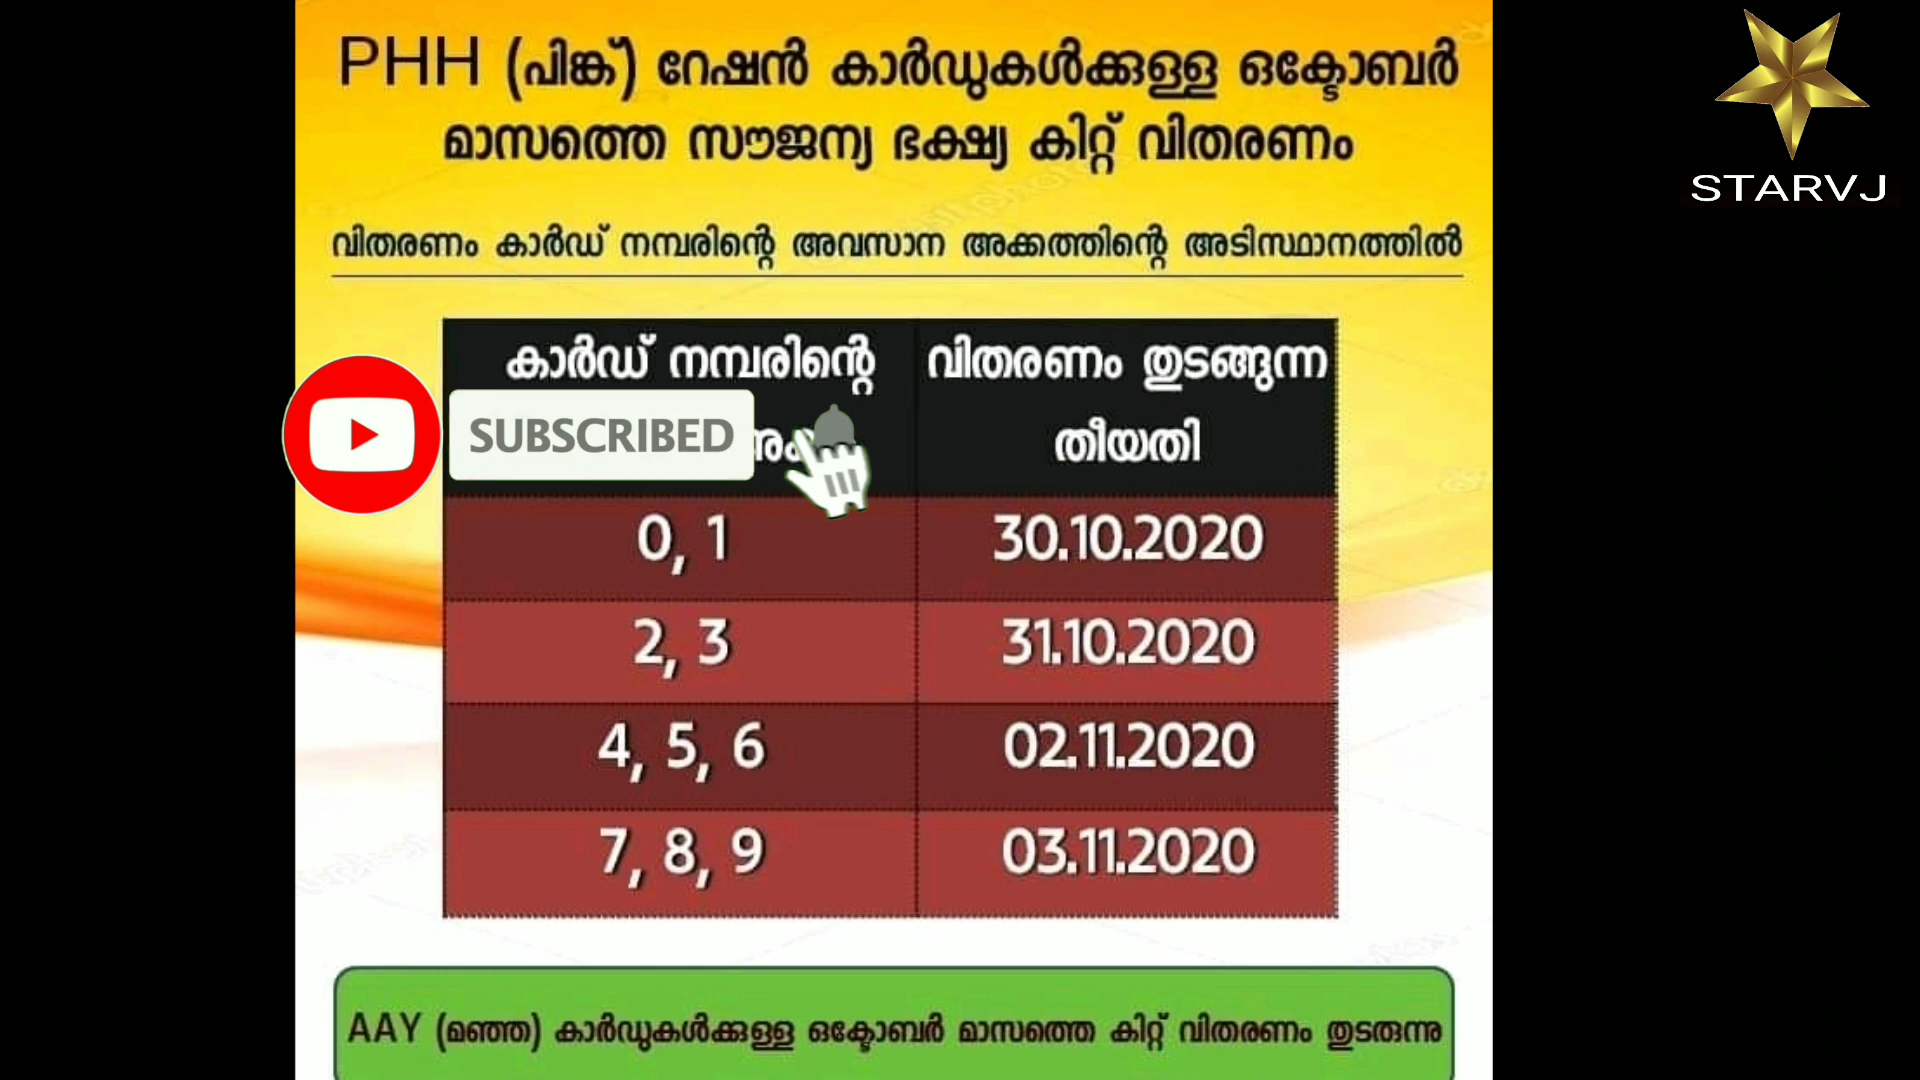 PHH (പിങ്ക്) റേഷൻ കാർഡുകൾക്കുള്ള ഒക്ടോബർ
മാസത്തെ സൗജന്യ ഭക്ഷ്യ കിറ്റ് വിതരണം
STARVJ
വിതരണം കാർഡ് നമ്പരിന്റെ അവസാന അക്കത്തിന്റെ അടിസ്ഥാനത്തിൽ
കാർഡ് നമ്പരിന്റെ
വിതരണം തുടങ്ങുന്ന
തീയതി
SUBSCRIBED
0, 1 30.10.2020
2, 3 31.10.2020
4, 5, 6 02.11.2020
7, 8, 9 03.11.2020
AAY (മഞ്ഞ) കാർഡുകൾക്കുള്ള ഒക്ടോബർ മാസത്തെ കിറ്റ് വിതരണം തുടരുന്നു